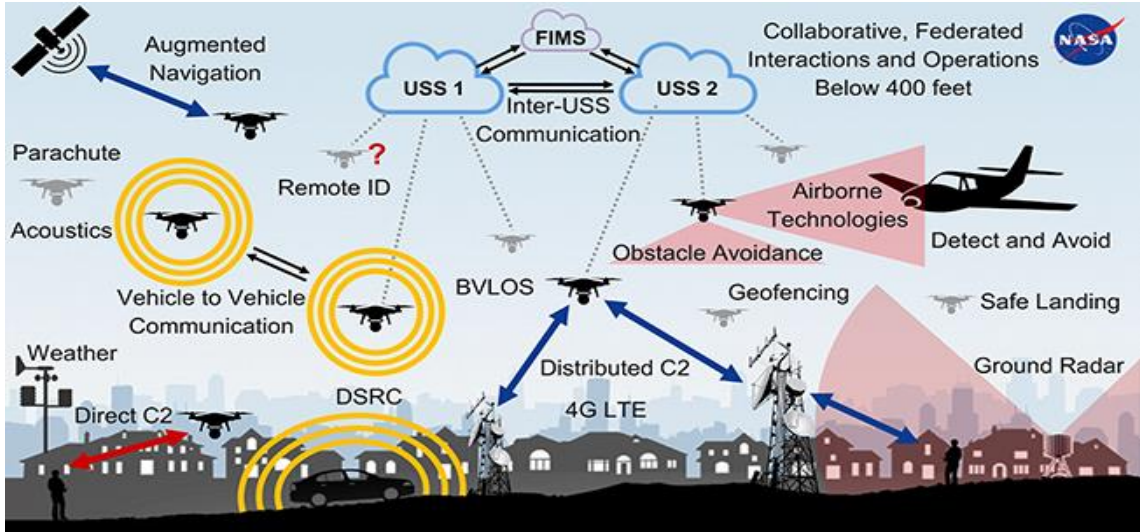 Augmented
Navigation
FIMS
USS 1
USS 2
Inter-USS
Communication
Collaborative, Federated
Interactions and Operations
Below 400 feet
NASA
Parachute
Remote ID
?
Acoustics
Airborne
Technologies
Obstacle Avoidance
Detect and Avoid
Vehicle to Vehicle
Communication
BVLOS
Geofencing
Safe Landing
Weather
Distributed C2
Ground Radar
Direct C2
DSRC
4G LTE